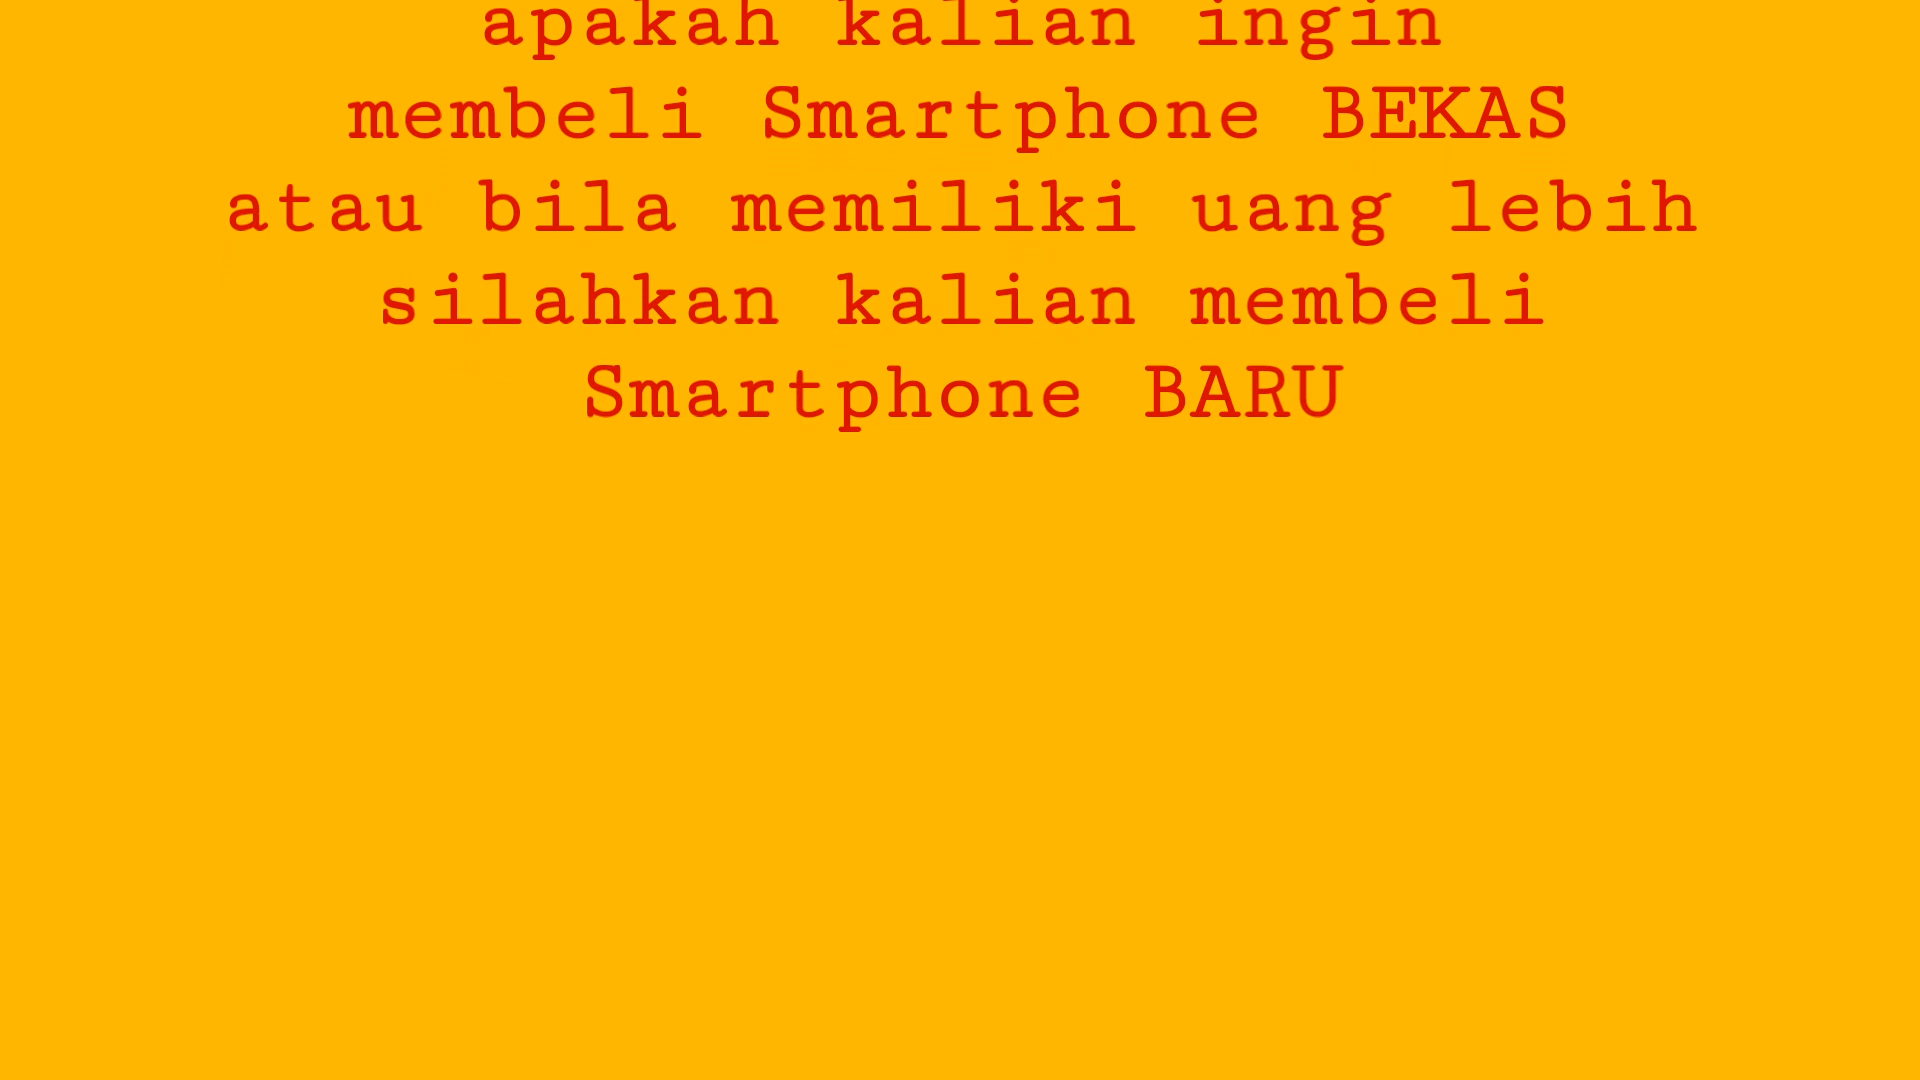 apakah kalian ingin
membeli Smartphone BEKAS
atau bila memiliki uang lebih
silahkan kalian membeli
Smartphone BARU